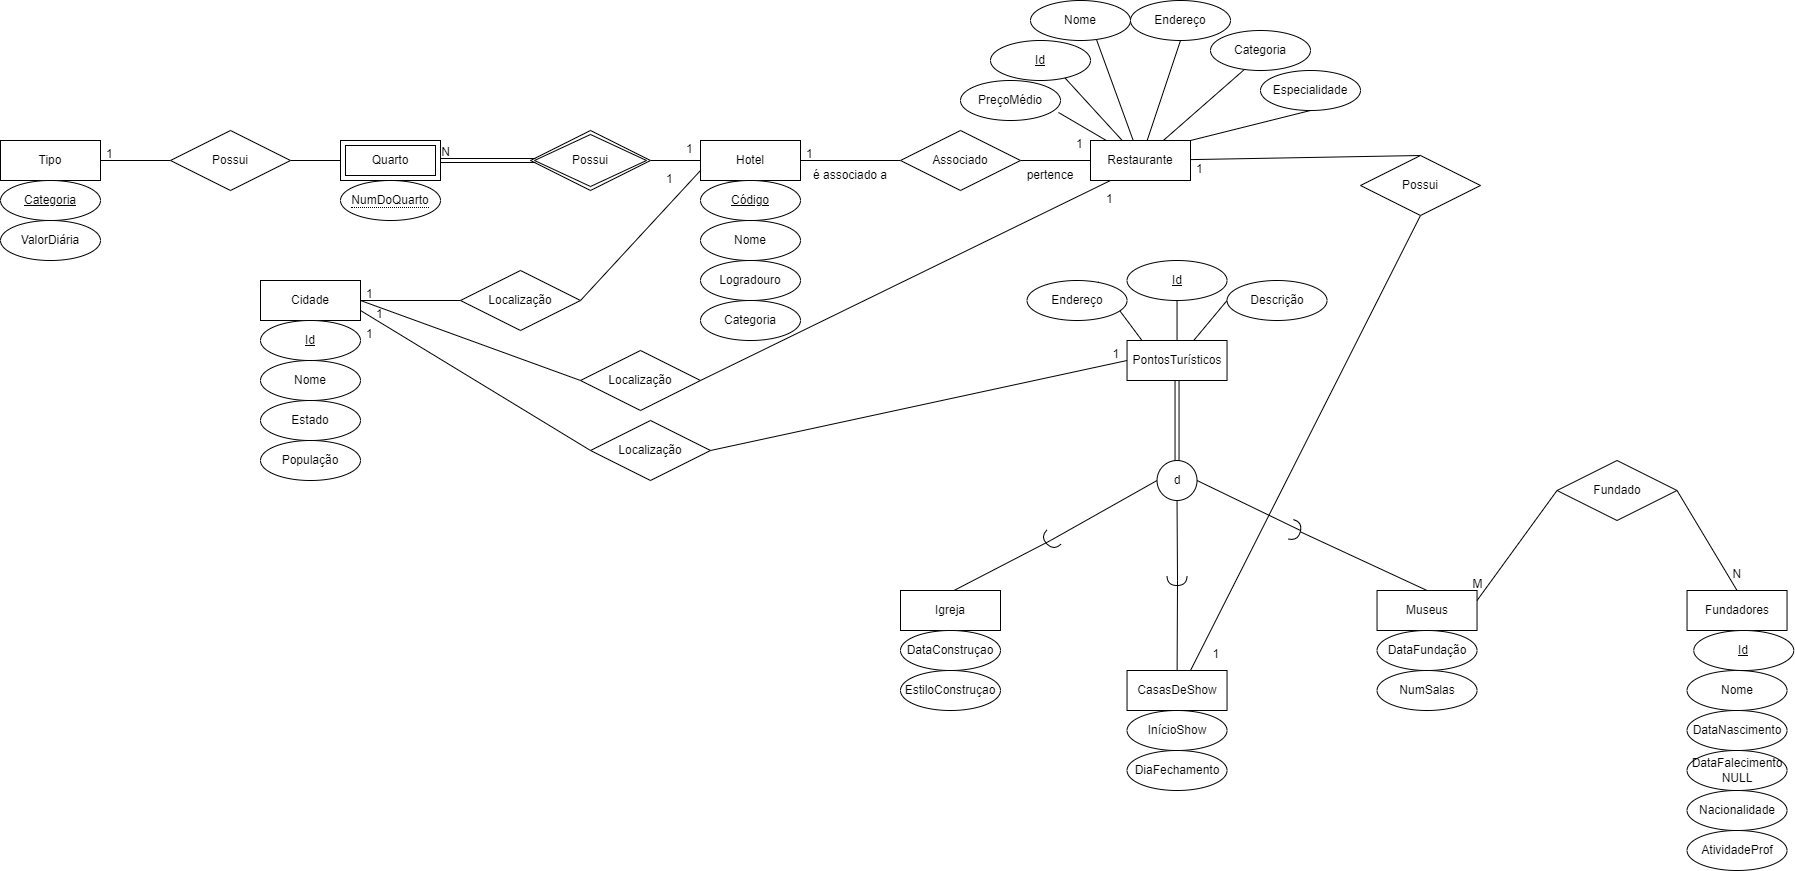 Nome
Endereço
Categoria
Id
Especialidade
PreçoMédio
Tipo
1
Possui
Quarto
N
Possui
1
Hotel
1
é associado a
Associado
pertence
1
Restaurante
1
Possui
Categoria
ValorDiária
NumDoQuarto
1
Código
Nome
Logradouro
Categoria
1
Cidade
1
1
1
Localização
Id
Nome
Estado
População
Localização
Localização
Endereço
Id
Descrição
1
PontosTurísticos
d
Fundado
M
N
Igreja
DataConstruçao
EstiloConstruçao
1
CasasDeShow
InícioShow
DiaFechamento
Museus
DataFundação
NumSalas
Fundadores
Id
Nome
DataNascimento
DataFalecimento
NULL
Nacionalidade
AtividadeProf